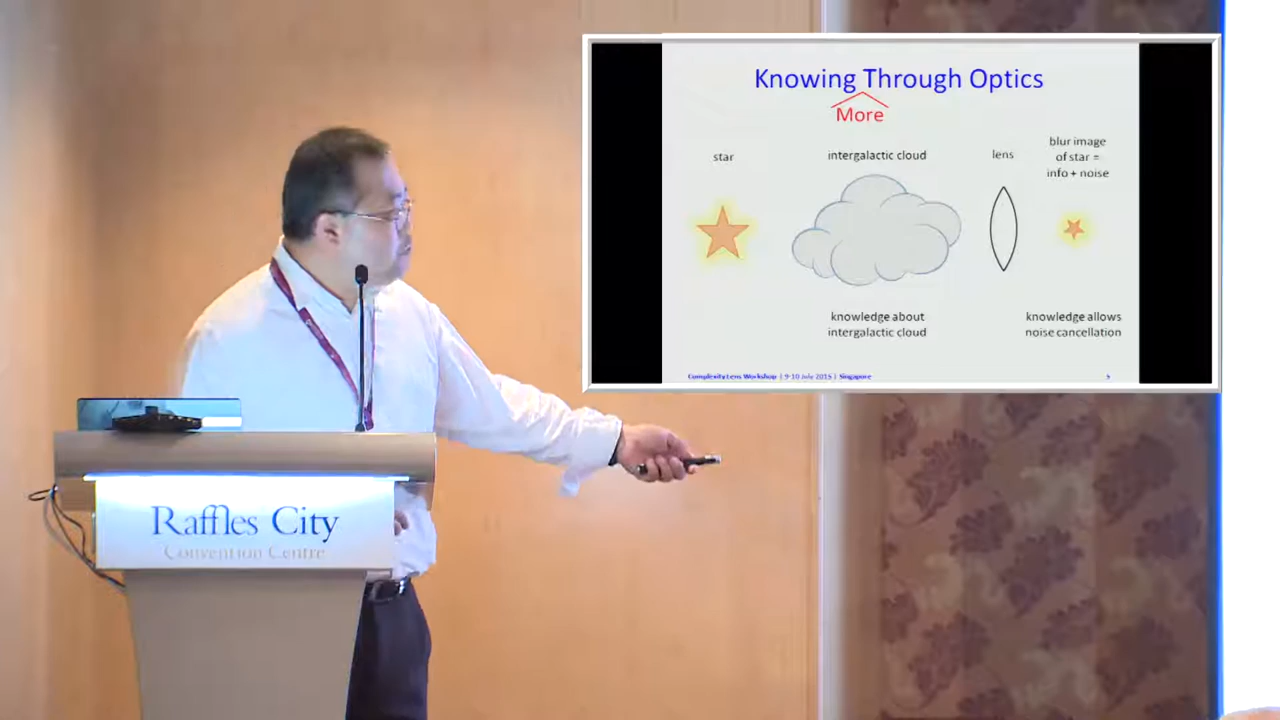 Knowing Through Optics
More
star
intergalactic cloud
lens
blur image
of star =
info + noise
knowledge about
intergalactic cloud
knowledge allows
noise cancellation
Complexity Lens Workshop | 9-10 July 2015 | Singapore
5
Raffles City
Convention Centre